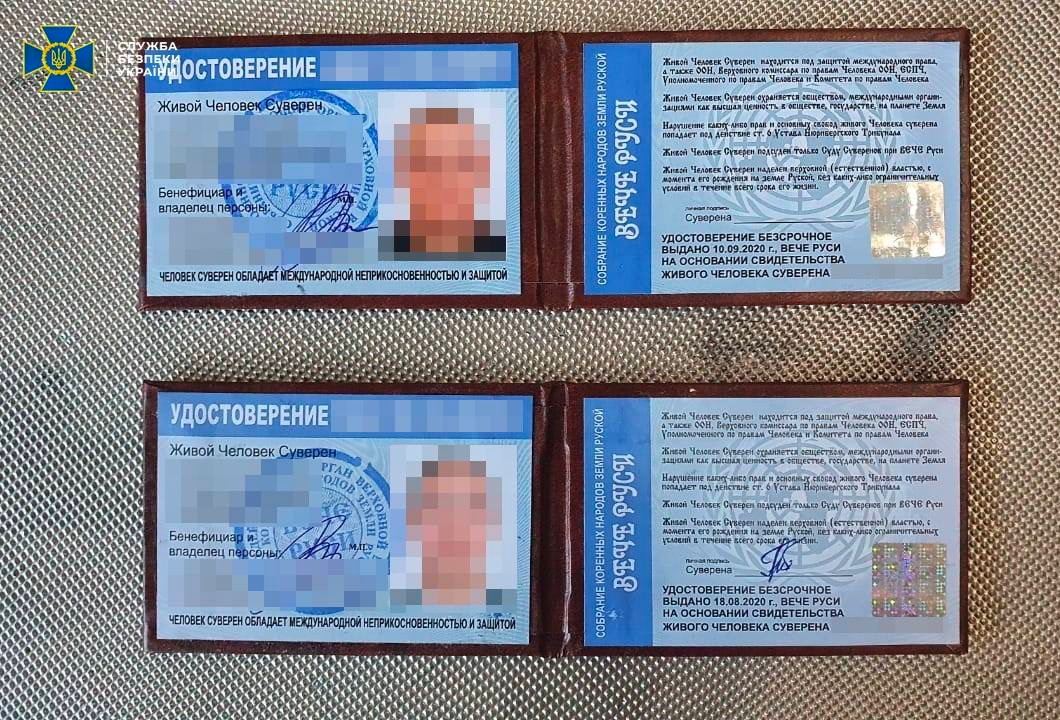 СЛУЖБА
БЕЗПЕКИ
УКРАЇНИ
УДОСТОВЕРЕНИЕ
Живой Человек Суверен
Бенефициар и
владелец персоны:
м.п.
РУСИ
ЧЕЛОВЕК СУВЕРЕН ОБЛАДАЕТ МЕЖДУНАРОДНОЙ НЕПРИКОСНОВЕННОСТЬЮ И ЗАЩИТОЙ
СОБРАНИЕ КОРЕННЫХ НАРОДОВ ЗЕМЛИ РУСКОЙ
ВЕЧЕ РУСИ
Живой Человек Суверен находится под защитой международного права,
а также ООН, Верховного комиссара по правам Человека ООН, ЕСПЧ,
Уполномоченного по правам Человека и Комитета по правам Человека
Живой Человек Суверен охраняется обществом, международными органи-
зациями как высшая ценность в обществе, государстве, на планете Земля
Нарушение каких-либо прав и основных свобод живого Человека суверена
попадает под действие ст. 6 Устава Нюрнбергского Трибунала
Живой Человек Суверен подсуден только Суду Суверенов при ВЕЧЕ Руси
Живой Человек Суверен наделен верховной (естественной) властью, с
момента его рождения на земле Руской, без каких-либо ограничительных
условий в течение всего срока его жизни.
личная подпись
Суверена
УДОСТОВЕРЕНИЕ БЕЗСРОЧНОЕ
ВЫДАНО 10.09.2020 г., ВЕЧЕ РУСИ
НА ОСНОВАНИИ СВИДЕТЕЛЬСТВА
ЖИВОГО ЧЕЛОВЕКА СУВЕРЕНА
УДОСТОВЕРЕНИЕ
Живой Человек Суверен
Бенефициар и
владелец персоны:
м.п.
РУСИ
ЧЕЛОВЕК СУВЕРЕН ОБЛАДАЕТ МЕЖДУНАРОДНОЙ НЕПРИКОСНОВЕННОСТЬЮ И ЗАЩИТОЙ
СОБРАНИЕ КОРЕННЫХ НАРОДОВ ЗЕМЛИ РУСКОЙ
ВЕЧЕ РУСИ
Живой Человек Суверен находится под защитой международного права,
а также ООН, Верховного комиссара по правам Человека ООН, ЕСПЧ,
Уполномоченного по правам Человека и Комитета по правам Человека
Живой Человек Суверен охраняется обществом, международными органи-
зациями как высшая ценность в обществе, государстве, на планете Земля
Нарушение каких-либо прав и основных свобод живого Человека суверена
попадает под действие ст. 6 Устава Нюрнбергского Трибунала
Живой Человек Суверен подсуден только Суду Суверенов при ВЕЧЕ Руси
Живой Человек Суверен наделен верховной (естественной) властью, с
момента его рождения на земле Руской, без каких-либо ограничительных
условий в течение всего срока его жизни.
личная подпись
Суверена
УДОСТОВЕРЕНИЕ БЕЗСРОЧНОЕ
ВЫДАНО 18.08.2020 г., ВЕЧЕ РУСИ
НА ОСНОВАНИИ СВИДЕТЕЛЬСТВА
ЖИВОГО ЧЕЛОВЕКА СУВЕРЕНА